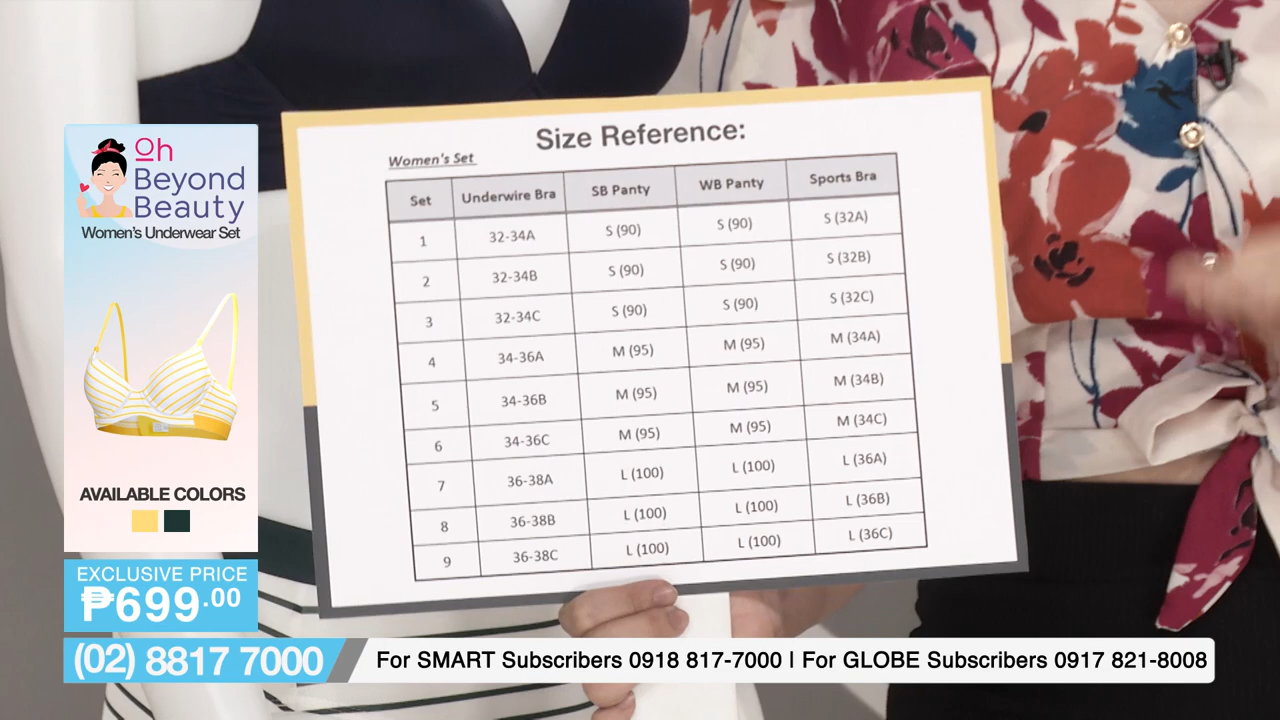 Oh
Beyond
Beauty
Women's Underwear Set
AVAILABLE COLORS
EXCLUSIVE PRICE
₱699.00
(02) 8817 7000
For SMART Subscribers 0918 817-7000 | For GLOBE Subscribers 0917 821-8008
Size Reference:
Women's Set
Set Underwire Bra SB Panty WB Panty Sports Bra
1 32-34A S (90) S (90) S (32A)
2 32-34B S (90) S (90) S (32B)
3 32-34C S (90) S (90) S (32C)
4 34-36A M (95) M (95) M (34A)
5 34-36B M (95) M (95) M (34B)
6 34-36C M (95) M (95) M (34C)
7 36-38A L (100) L (100) L (36A)
8 36-38B L (100) L (100) L (36B)
9 36-38C L (100) L (100) L (36C)